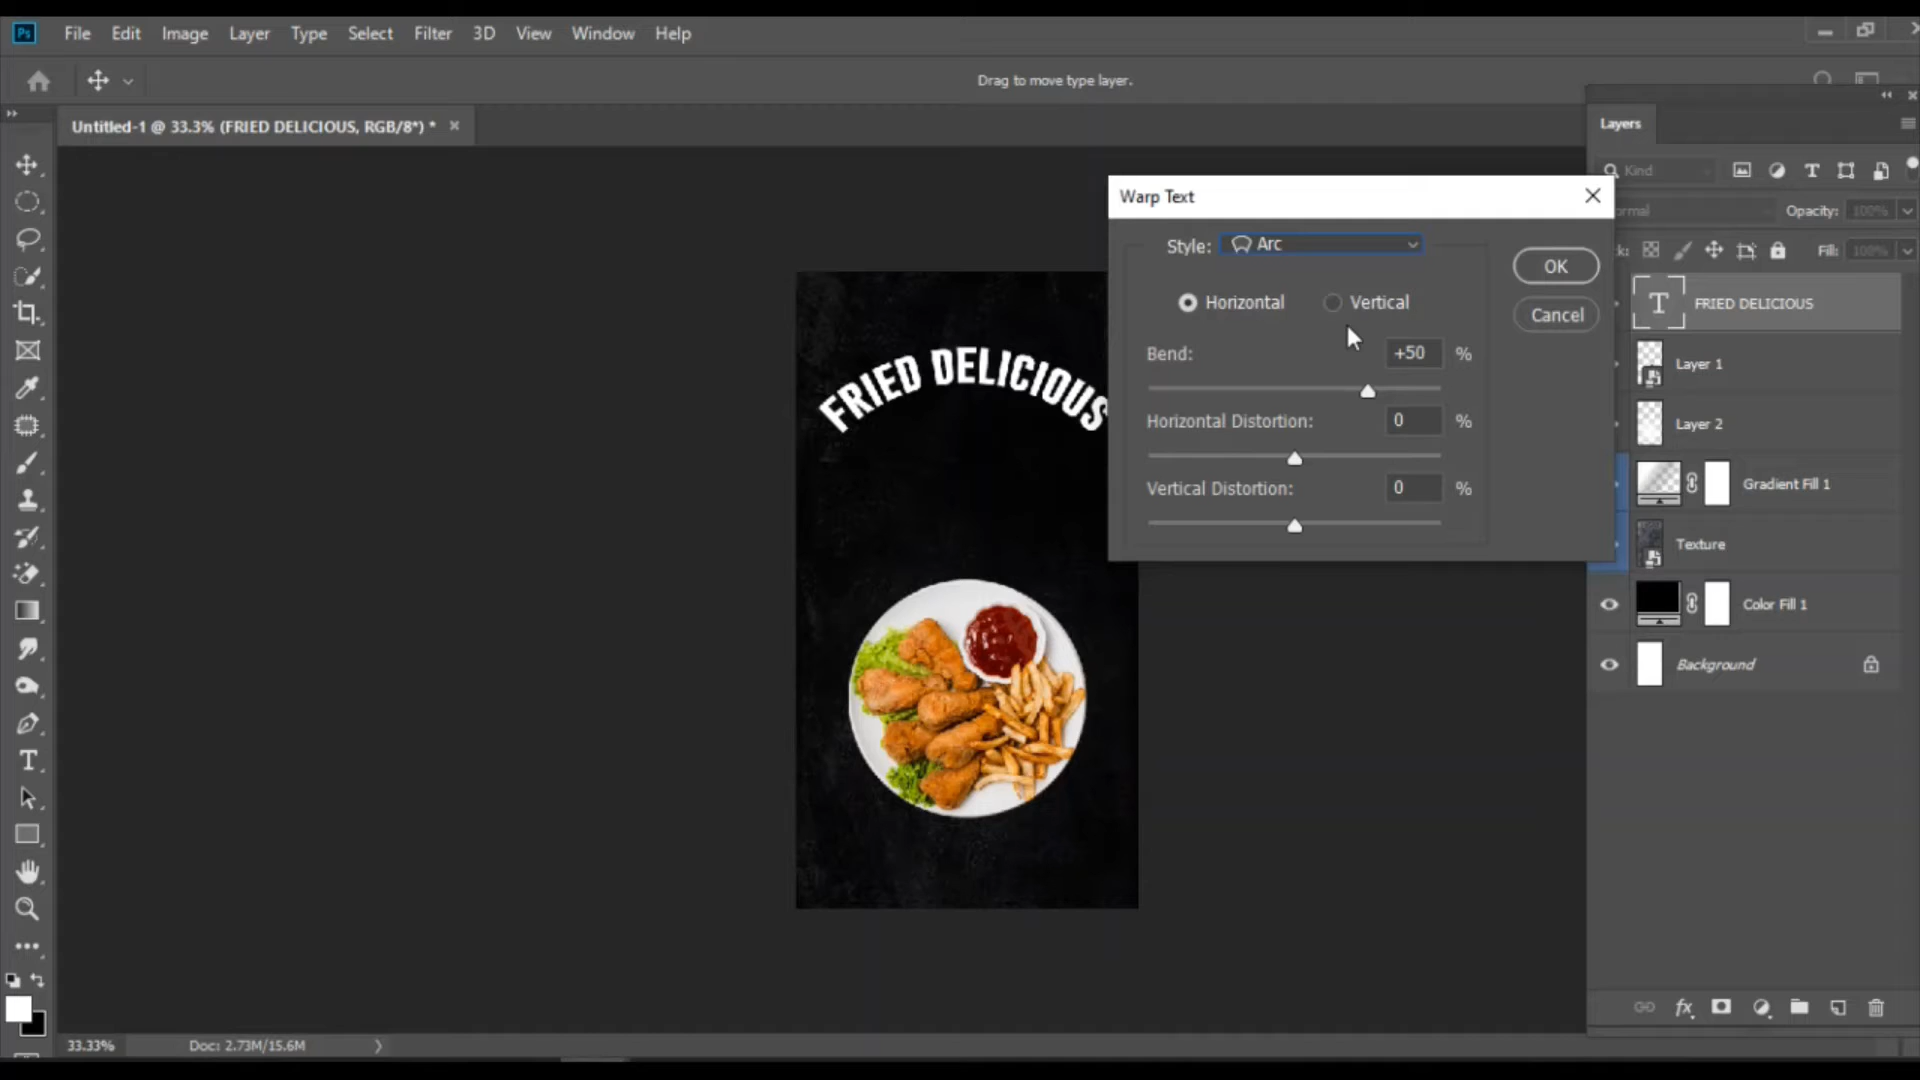 Ps File Edit Image Layer Type Select Filter 3D View Window Help
Drag to move type layer.
Untitled-1 @ 33.3% (FRIED DELICIOUS, RGB/8*) *
Layers
Kind
Opacity: 100%
Fill: 100%
Warp Text
Style: Arc
Horizontal
Vertical
OK
Cancel
Bend: +50 %
Horizontal Distortion: 0 %
Vertical Distortion: 0 %
FRIED DELICIOUS
T FRIED DELICIOUS
Layer 1
Layer 2
Gradient Fill 1
Texture
Color Fill 1
Background
33.33% Doc: 2.73M/15.6M